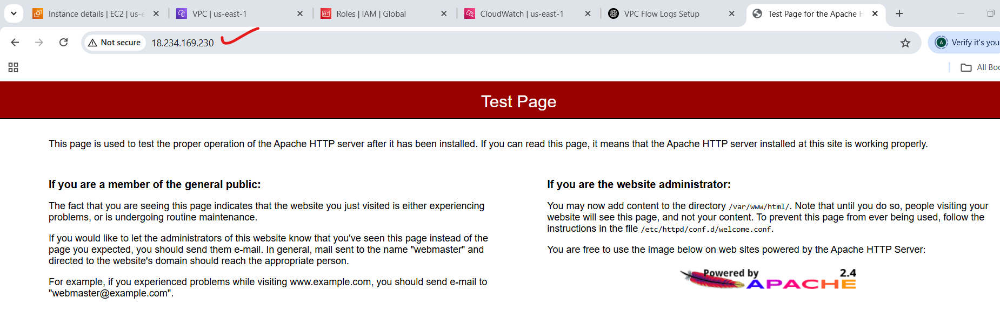 Instance details | EC2 | us-e
VPC | us-east-1
Roles | IAM | Global
CloudWatch | us-east-1
VPC Flow Logs Setup
Test Page for the Apache H
Not secure
18.234.169.230
A
Verify it's you
All Boo
Test Page
This page is used to test the proper operation of the Apache HTTP server after it has been installed. If you can read this page, it means that the Apache HTTP server installed at this site is working properly.
If you are a member of the general public:
The fact that you are seeing this page indicates that the website you just visited is either experiencing
problems, or is undergoing routine maintenance.
If you would like to let the administrators of this website know that you've seen this page instead of the
page you expected, you should send them e-mail. In general, mail sent to the name "webmaster" and
directed to the website's domain should reach the appropriate person.
For example, if you experienced problems while visiting www.example.com, you should send e-mail to
"webmaster@example.com".
If you are the website administrator:
You may now add content to the directory /var/www/html/. Note that until you do so, people visiting your
website will see this page, and not your content. To prevent this page from ever being used, follow the
instructions in the file /etc/httpd/conf.d/welcome.conf.
You are free to use the image below on web sites powered by the Apache HTTP Server:
Powered by 2.4
APACHE